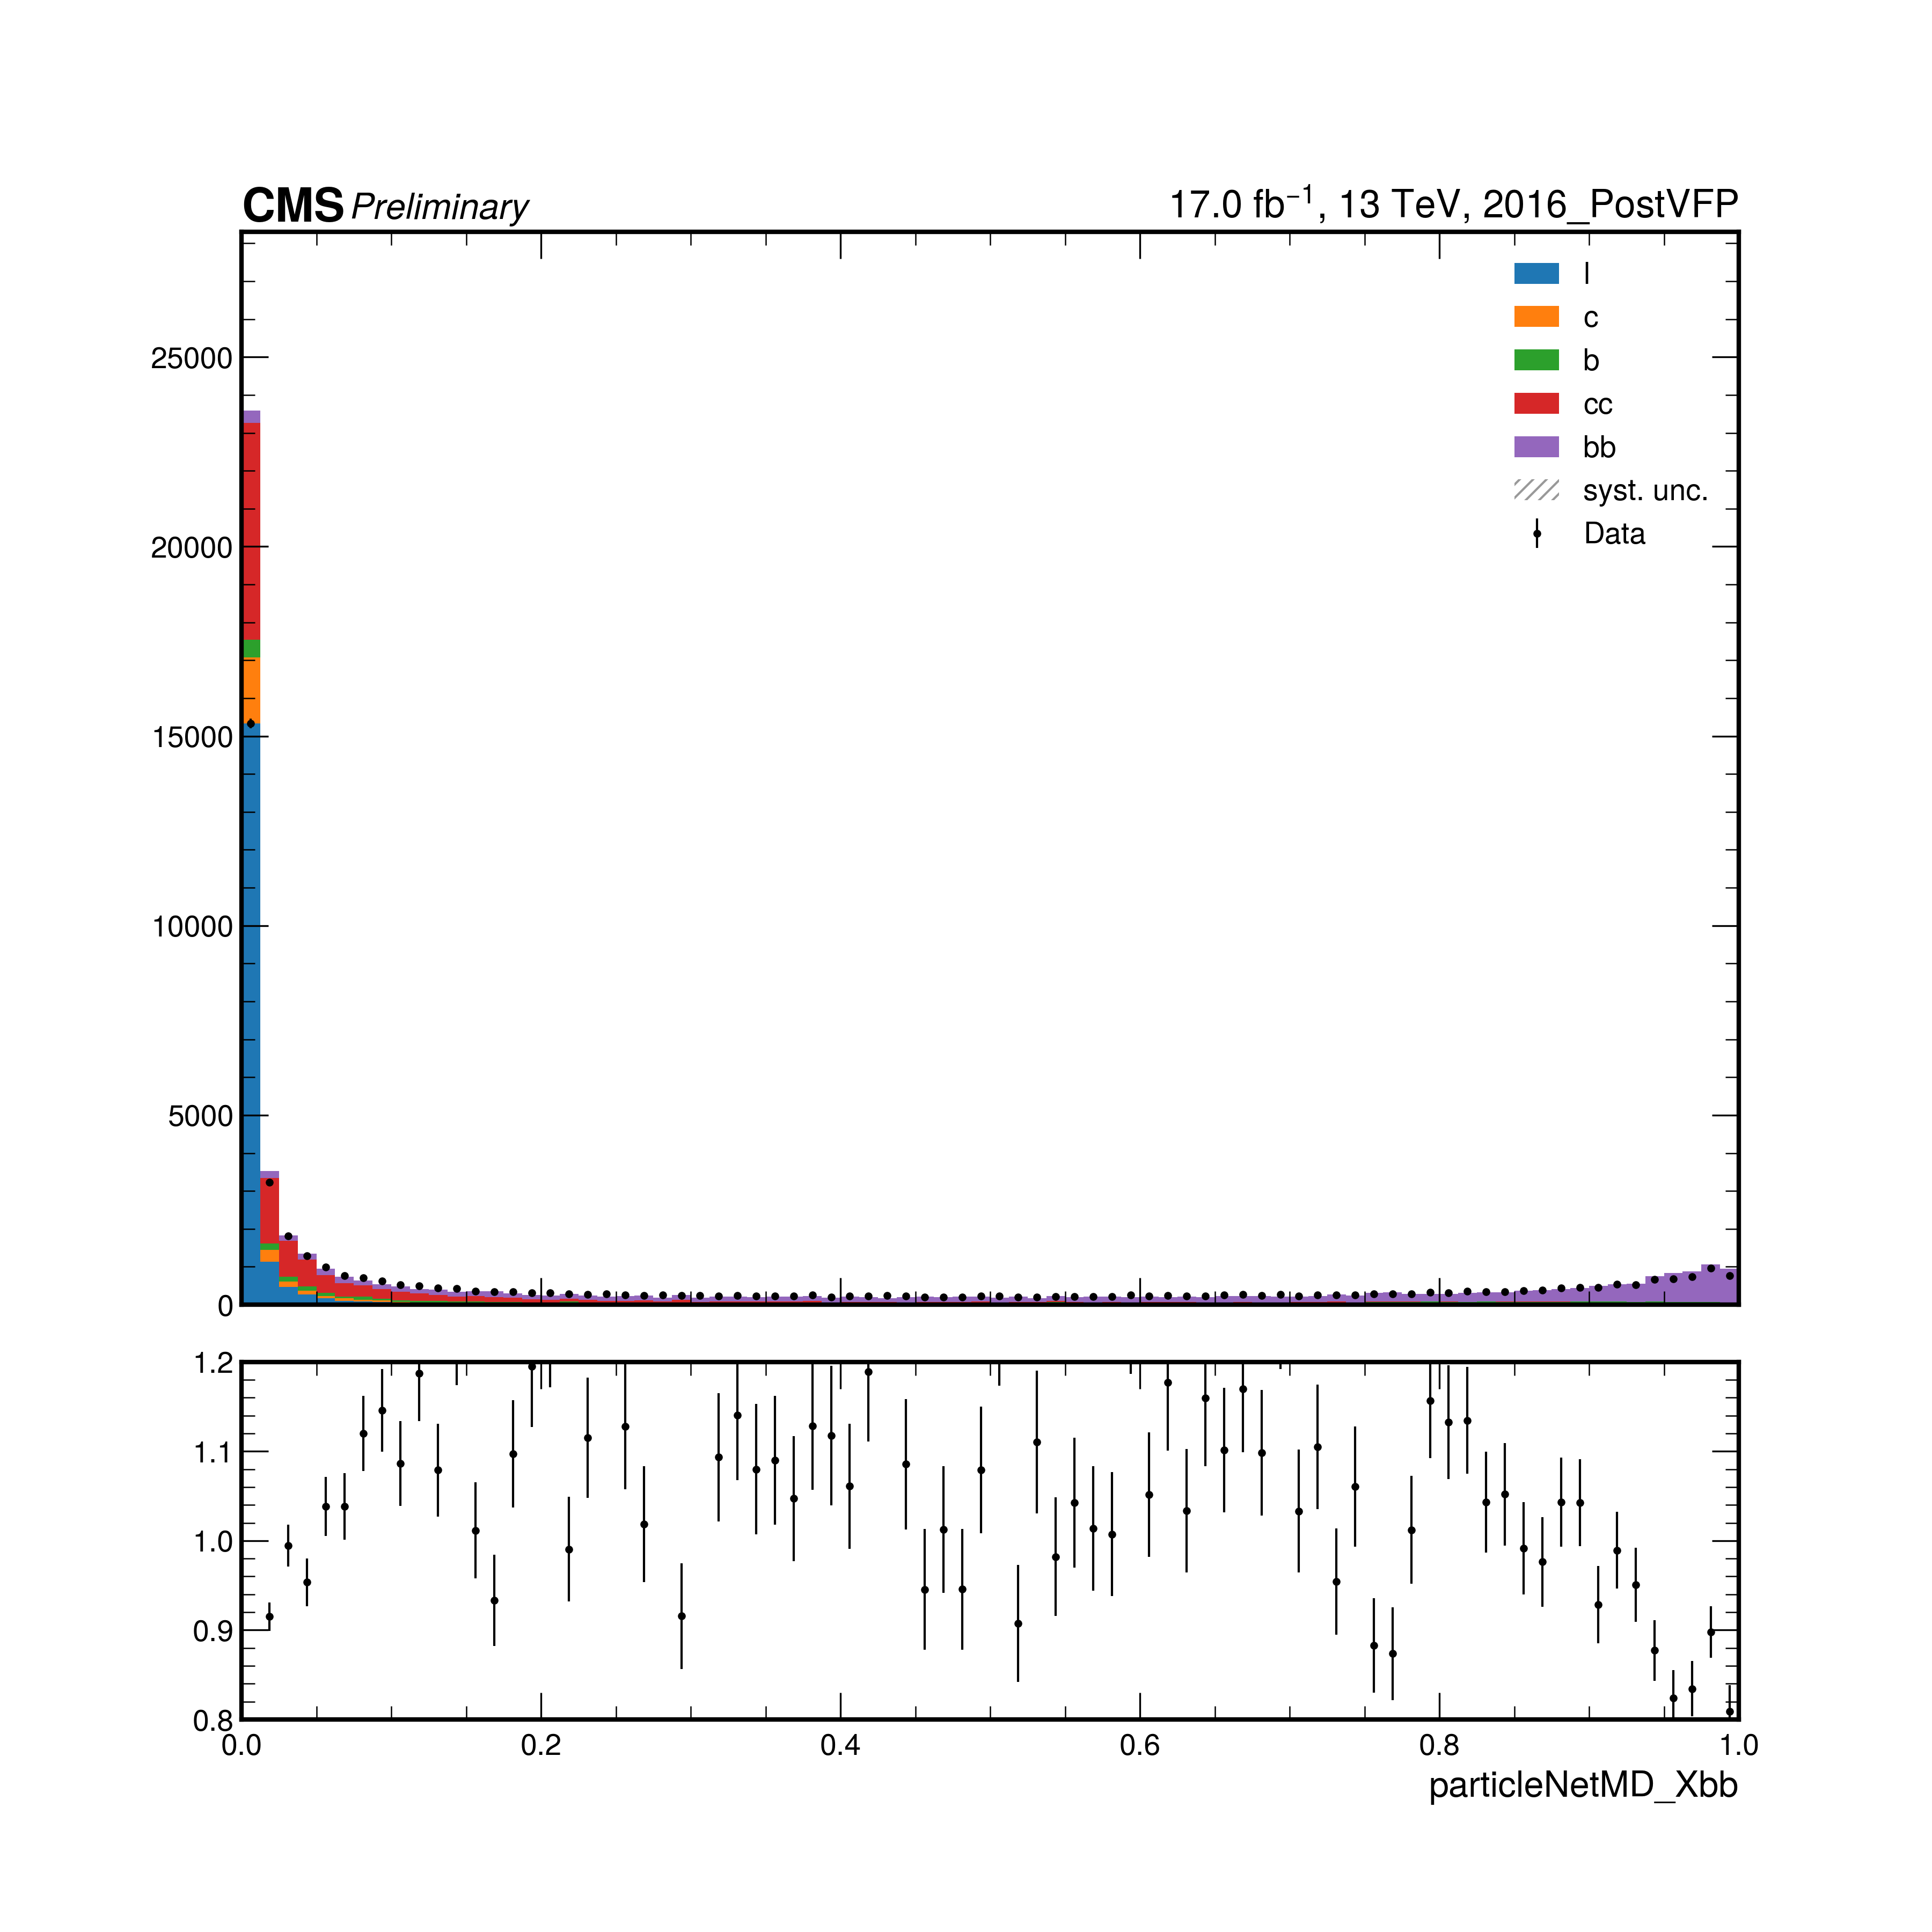 CMS Preliminary 17.0 fb⁻¹, 13 TeV, 2016_PostVFP
l
c
b
cc
bb
syst. unc.
Data
25000
20000
15000
10000
5000
0
1.2
1.1
1.0
0.9
0.8
0.0 0.2 0.4 0.6 0.8 1.0
particleNetMD_Xbb